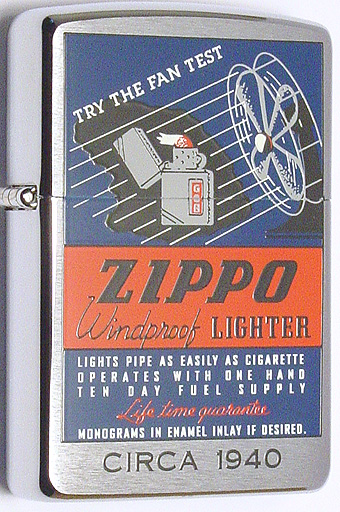 TRY THE FAN TEST
GGB
ZIPPO
Windproof LIGHTER
LIGHTS PIPE AS EASILY AS CIGARETTE
OPERATES WITH ONE HAND
TEN DAY FUEL SUPPLY
Life time guarantee
MONOGRAMS IN ENAMEL INLAY IF DESIRED.
CIRCA 1940